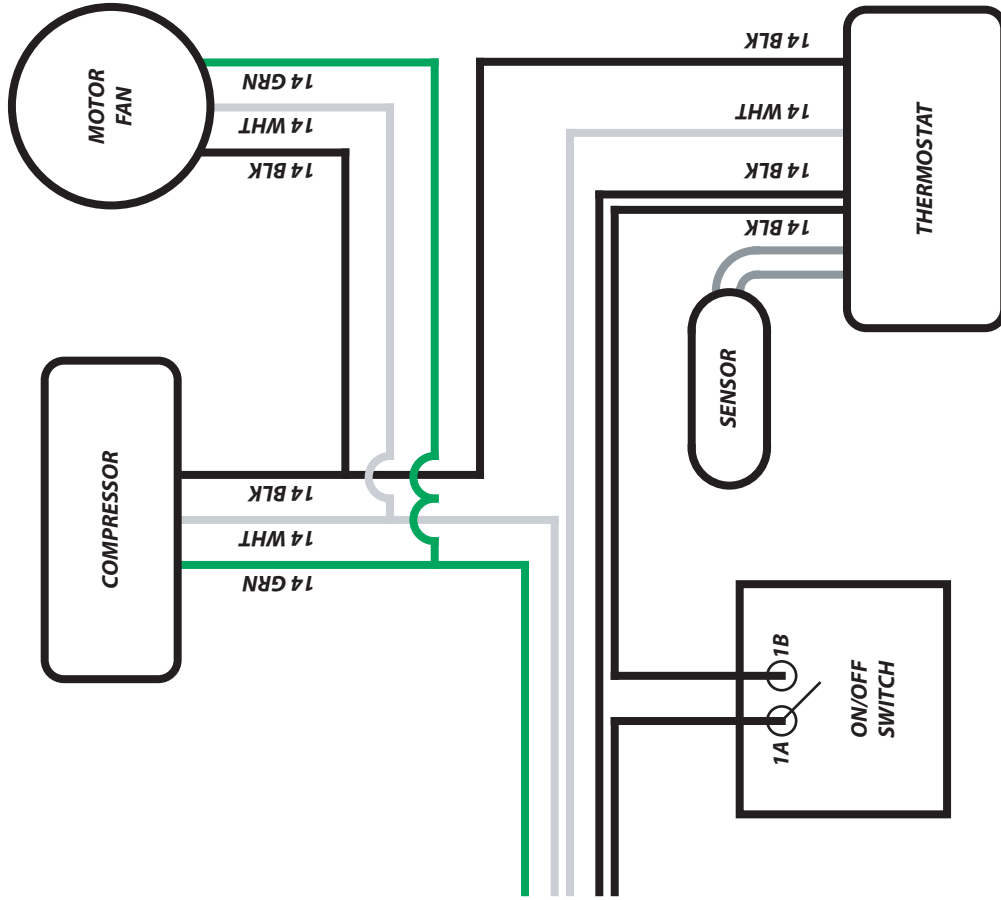 MOTOR
FAN
14 GRN
14 WHT
14 BLK
14 BLK
14 WHT
14 BLK
14 BLK
THERMOSTAT
SENSOR
COMPRESSOR
14 BLK
14 WHT
14 GRN
1B
1A
ON/OFF
SWITCH